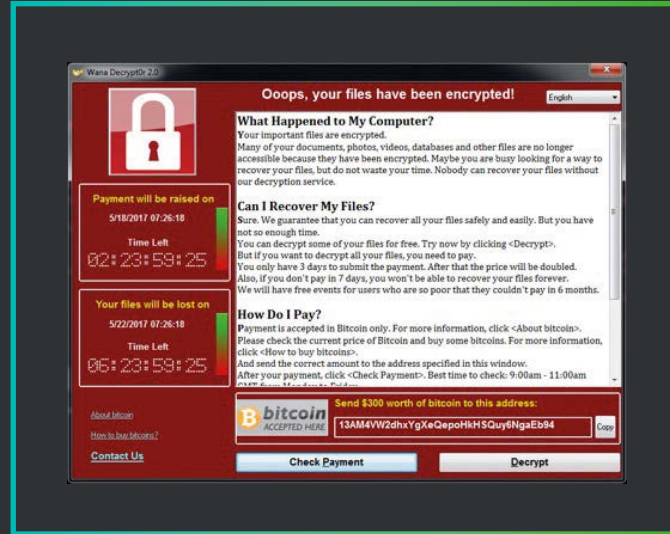 Wana Decrypt0r 2.0
Ooops, your files have been encrypted!
English
What Happened to My Computer?
Your important files are encrypted.
Many of your documents, photos, videos, databases and other files are no longer
accessible because they have been encrypted. Maybe you are busy looking for a way to
recover your files, but do not waste your time. Nobody can recover your files without
our decryption service.
Can I Recover My Files?
Sure. We guarantee that you can recover all your files safely and easily. But you have
not so enough time.
You can decrypt some of your files for free. Try now by clicking <Decrypt>.
But if you want to decrypt all your files, you need to pay.
You only have 3 days to submit the payment. After that the price will be doubled.
Also, if you don't pay in 7 days, you won't be able to recover your files forever.
We will have free events for users who are so poor that they couldn't pay in 6 months.
How Do I Pay?
Payment is accepted in Bitcoin only. For more information, click <About bitcoin>.
Please check the current price of Bitcoin and buy some bitcoins. For more information,
click <How to buy bitcoins>.
And send the correct amount to the address specified in this window.
After your payment, click <Check Payment>. Best time to check: 9:00am - 11:00am
GMT from Monday to Friday.
Payment will be raised on
5/18/2017 07:26:18
Time Left
02:23:59:25
Your files will be lost on
5/22/2017 07:26:18
Time Left
06:23:59:25
About bitcoin
How to buy bitcoins?
Contact Us
bitcoin
ACCEPTED HERE
Send $300 worth of bitcoin to this address:
13AM4VW2dhxYgXeQepoHkHSQuy6NgaEb94
Copy
Check Payment
Decrypt